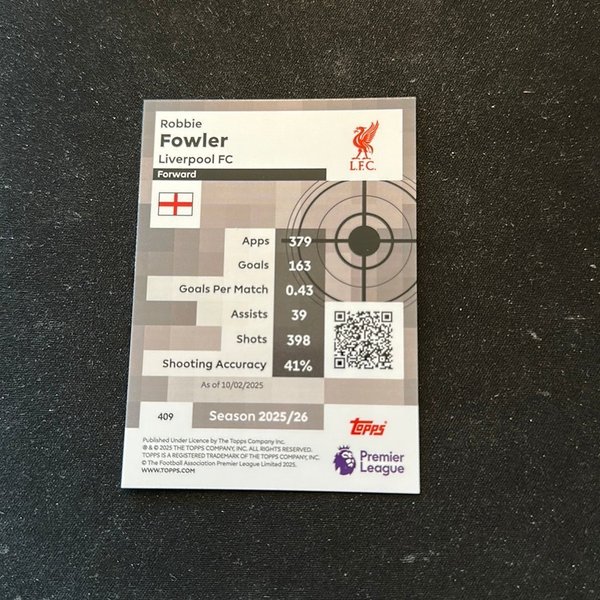 Robbie
Fowler
Liverpool FC
Forward
L.F.C.
Apps 379
Goals 163
Goals Per Match 0.43
Assists 39
Shots 398
Shooting Accuracy 41%
As of 10/02/2025
409 Season 2025/26
Topps
Published Under Licence by The Topps Company Inc.
® & © 2025 THE TOPPS COMPANY, INC. ALL RIGHTS RESERVED.
TOPPS IS A REGISTERED TRADEMARK OF THE TOPPS COMPANY, INC.
© The Football Association Premier League Limited 2025.
WWW.TOPPS.COM
Premier
League